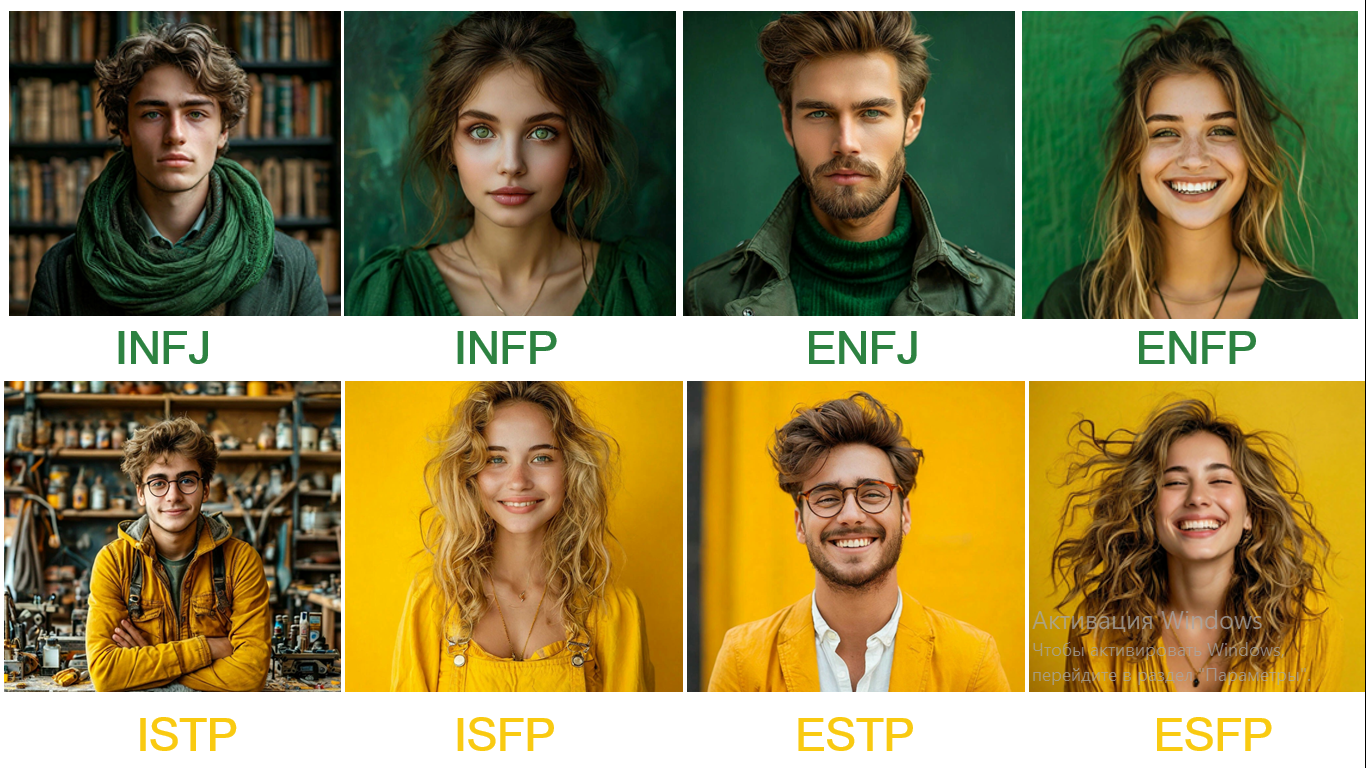 INFJ
INFP
ENFJ
ENFP
Активация Windows
Чтобы активировать Windows,
перейдите в раздел "Параметры".
ISTP
ISFP
ESTP
ESFP